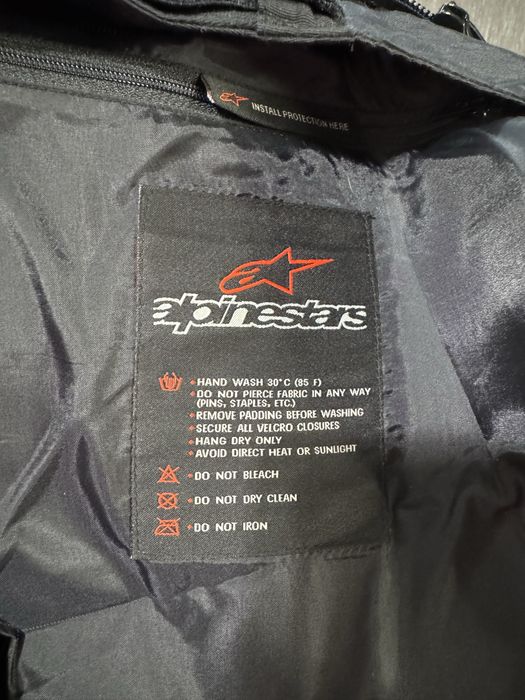 INSTALL PROTECTION HERE
alpinestars
HAND WASH 30°C (85 F)
DO NOT PIERCE FABRIC IN ANY WAY
(PINS, STAPLES, ETC.)
REMOVE PADDING BEFORE WASHING
SECURE ALL VELCRO CLOSURES
HANG DRY ONLY
AVOID DIRECT HEAT OR SUNLIGHT
DO NOT BLEACH
DO NOT DRY CLEAN
DO NOT IRON